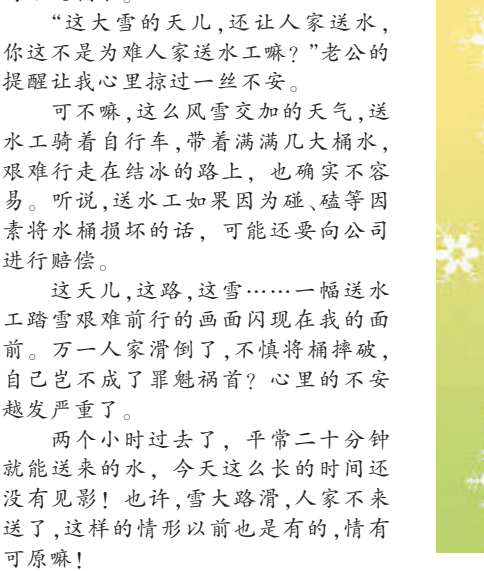 “这大雪的天儿,还让人家送水,
你这不是为难人家送水工嘛?”老公的
提醒让我心里掠过一丝不安。
可不嘛,这么风雪交加的天气,送
水工骑着自行车,带着满满几大桶水,
艰难行走在结冰的路上，也确实不容
易。听说,送水工如果因为碰、磕等因
素将水桶损坏的话，可能还要向公司
进行赔偿。
这天儿,这路,这雪……一幅送水
工踏雪艰难前行的画面闪现在我的面
前。万一人家滑倒了,不慎将桶摔破,
自己岂不成了罪魁祸首？心里的不安
越发严重了。
两个小时过去了，平常二十分钟
就能送来的水，今天这么长的时间还
没有见影！也许,雪大路滑,人家不来
送了,这样的情形以前也是有的,情有
可原嘛！